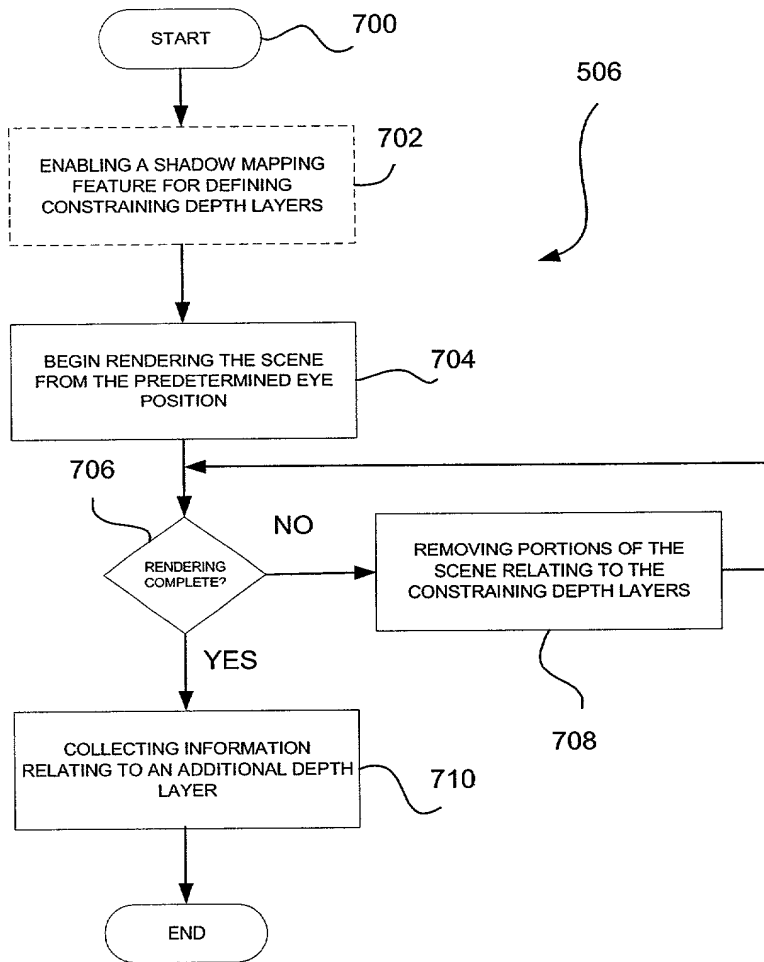 START
700
506
ENABLING A SHADOW MAPPING
FEATURE FOR DEFINING
CONSTRAINING DEPTH LAYERS
702
BEGIN RENDERING THE SCENE
FROM THE PREDETERMINED EYE
POSITION
704
706
RENDERING
COMPLETE?
NO
REMOVING PORTIONS OF THE
SCENE RELATING TO THE
CONSTRAINING DEPTH LAYERS
708
YES
COLLECTING INFORMATION
RELATING TO AN ADDITIONAL DEPTH
LAYER
710
END